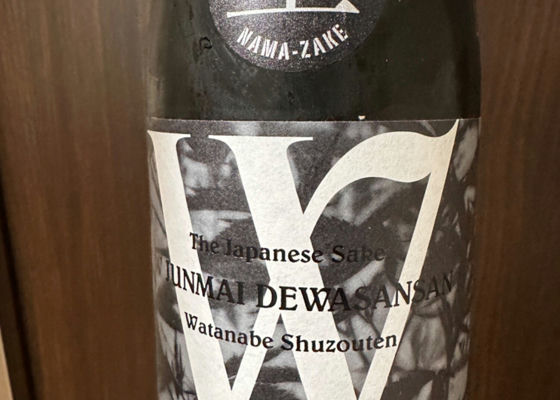 NAMA-ZAKE
W
The Japanese Sake
JUNMAI DEWASANSAN
Watanabe Shuzouten